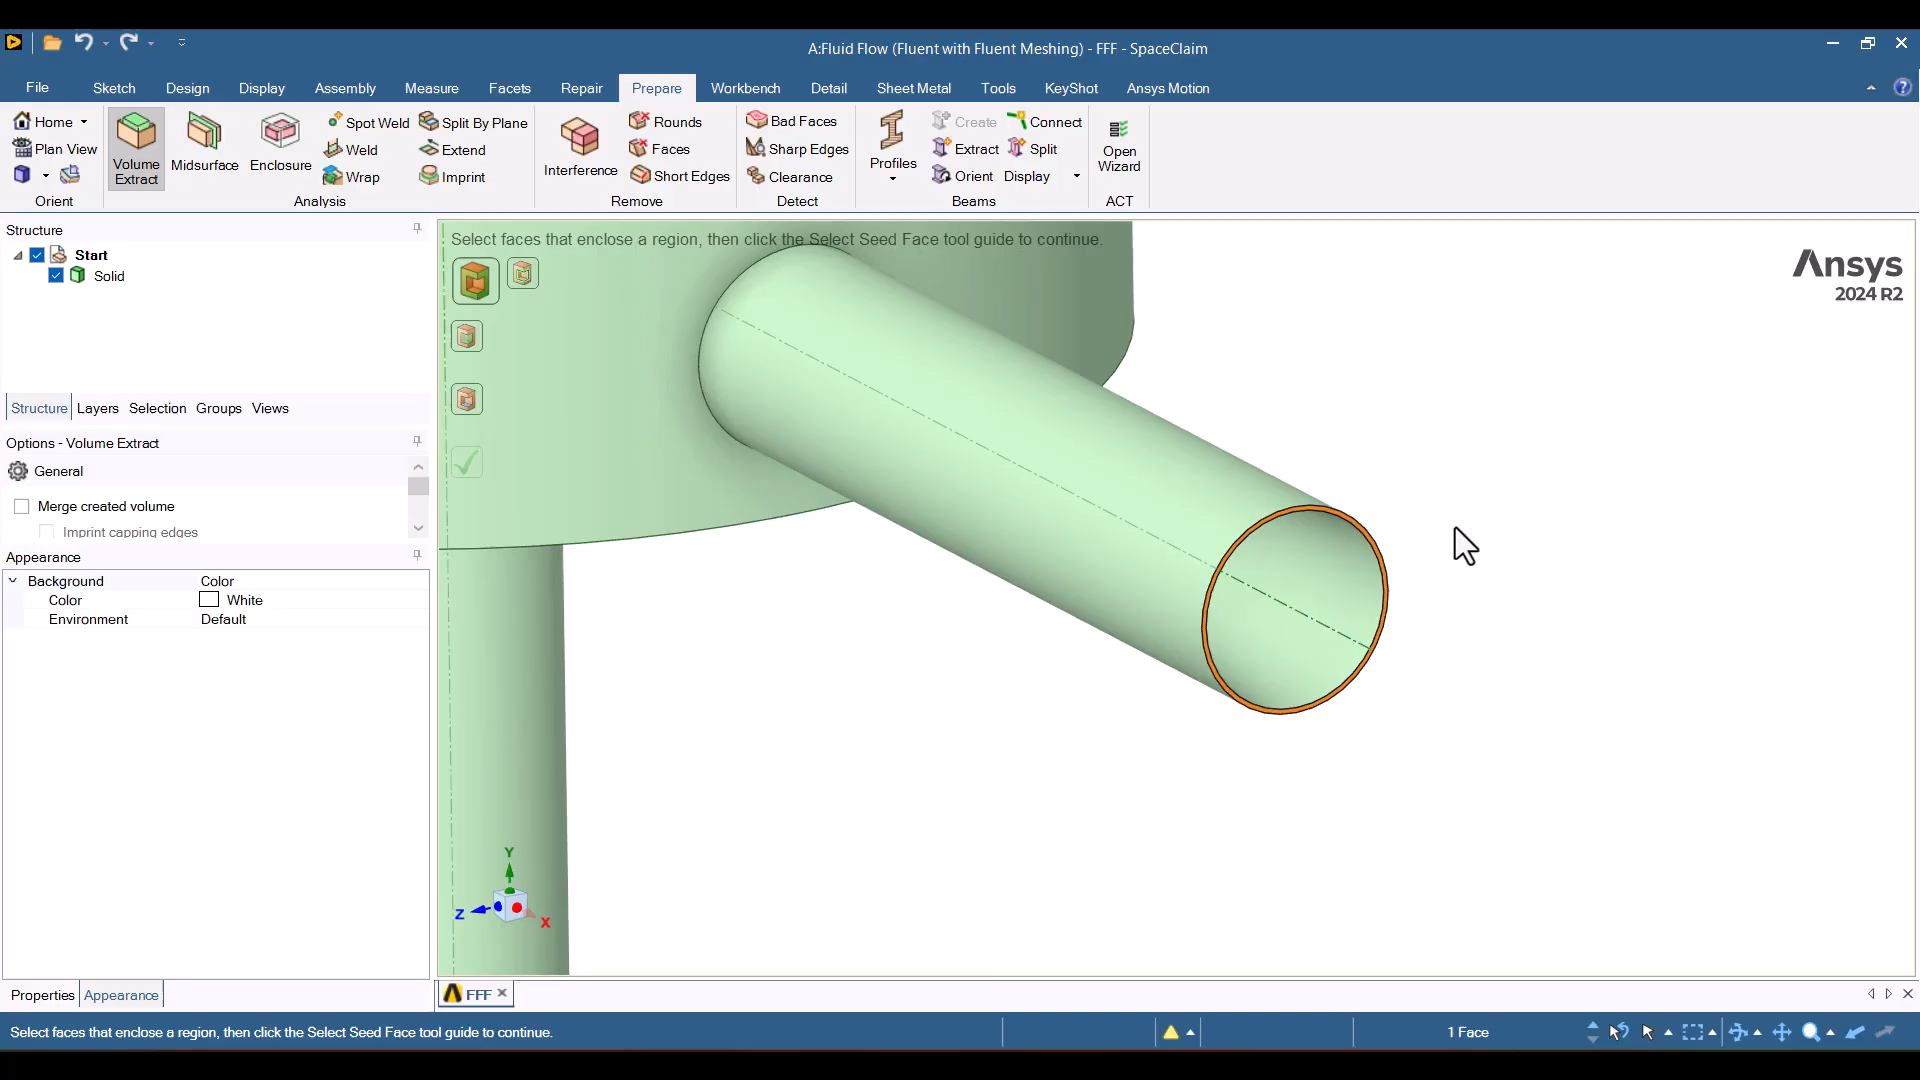 A:Fluid Flow (Fluent with Fluent Meshing) - FFF - SpaceClaim
File Sketch Design Display Assembly Measure Facets Repair Prepare Workbench Detail Sheet Metal Tools KeyShot Ansys Motion
Home
Plan View
Orient
Volume Extract
Midsurface
Enclosure
Spot Weld
Weld
Wrap
Split By Plane
Extend
Imprint
Analysis
Interference
Rounds
Faces
Short Edges
Remove
Bad Faces
Sharp Edges
Clearance
Detect
Profiles
Create
Extract
Orient
Connect
Split
Display
Beams
Open Wizard
ACT
Structure
Start
Solid
Structure Layers Selection Groups Views
Options - Volume Extract
General
Merge created volume
Imprint capping edges
Appearance
Background Color
Color White
Environment Default
Properties Appearance
Select faces that enclose a region, then click the Select Seed Face tool guide to continue.
Ansys
2024 R2
Y
Z
X
FFF
Select faces that enclose a region, then click the Select Seed Face tool guide to continue.
1 Face